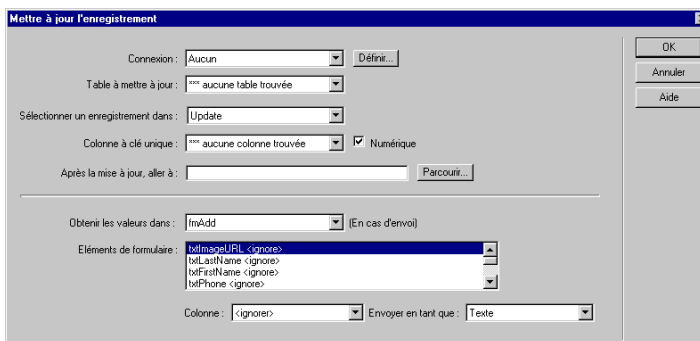 Mettre à jour l'enregistrement
Connexion : Aucun Définir...
Table à mettre à jour : *** aucune table trouvée
Sélectionner un enregistrement dans : Update
Colonne à clé unique : *** aucune colonne trouvée Numérique
Après la mise à jour, aller à : Parcourir...
Obtenir les valeurs dans : fmAdd (En cas d'envoi)
Eléments de formulaire : txtImageURL <ignore>
txtLastName <ignore>
txtFirstName <ignore>
txtPhone <ignore>
Colonne : <ignorer> Envoyer en tant que : Texte
OK
Annuler
Aide